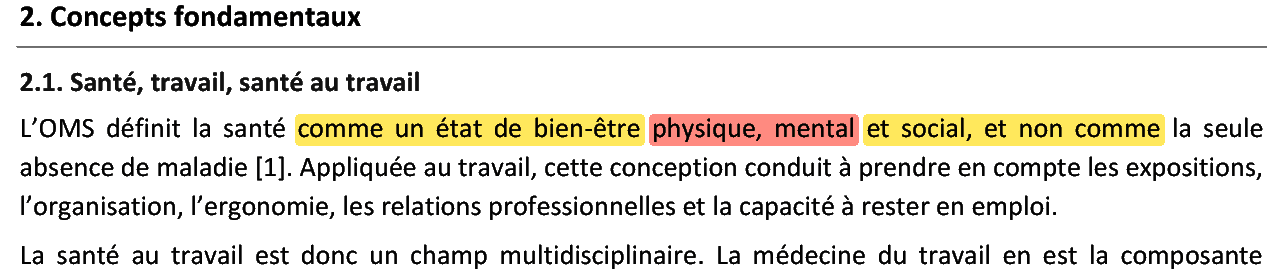 2. Concepts fondamentaux
2.1. Santé, travail, santé au travail
L’OMS définit la santé comme un état de bien-être physique, mental et social, et non comme la seule
absence de maladie [1]. Appliquée au travail, cette conception conduit à prendre en compte les expositions,
l’organisation, l’ergonomie, les relations professionnelles et la capacité à rester en emploi.
La santé au travail est donc un champ multidisciplinaire. La médecine du travail en est la composante